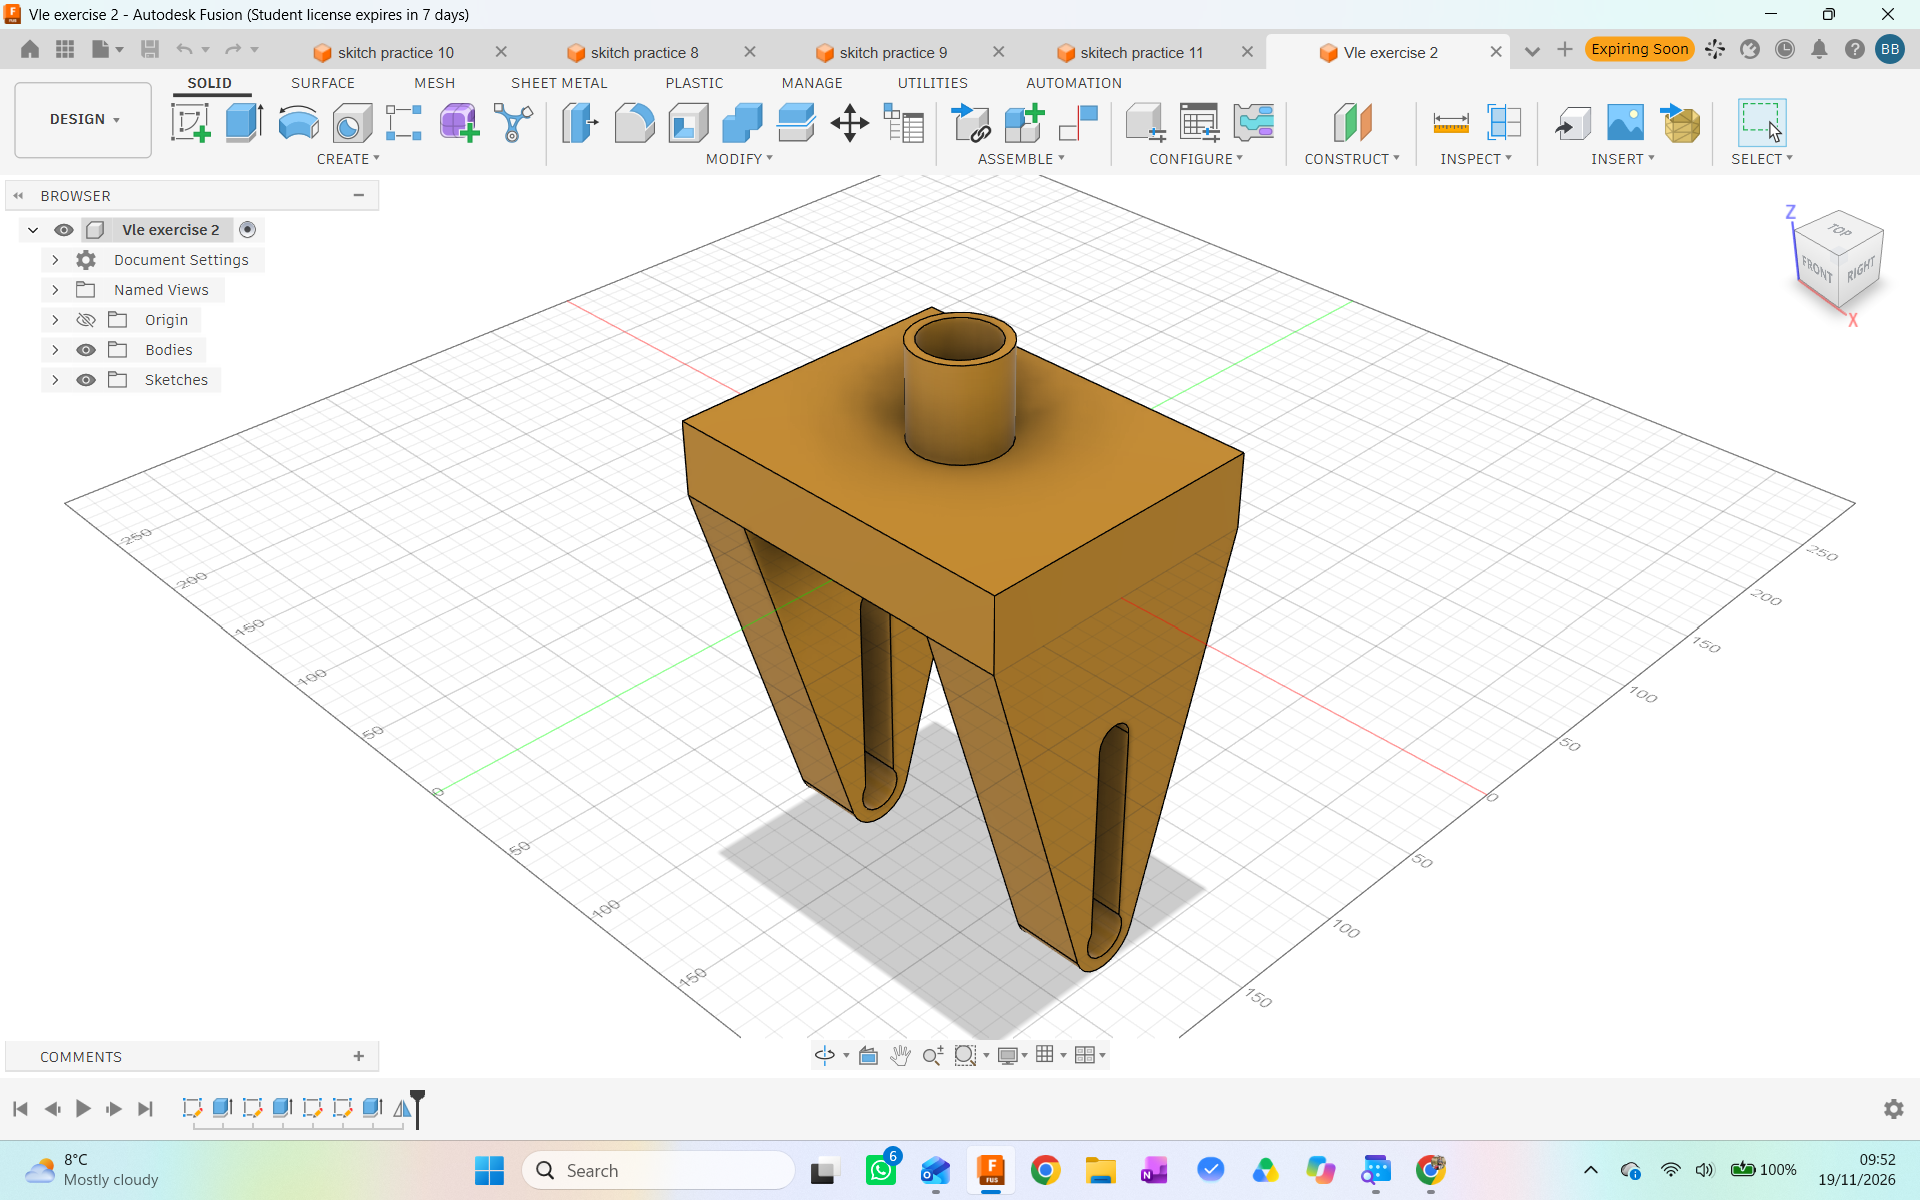 Vle exercise 2 - Autodesk Fusion (Student license expires in 7 days)
skitch practice 10
skitch practice 8
skitch practice 9
skitech practice 11
Vle exercise 2
Expiring Soon
BB
SOLID
SURFACE
MESH
SHEET METAL
PLASTIC
MANAGE
UTILITIES
AUTOMATION
DESIGN
CREATE
MODIFY
ASSEMBLE
CONFIGURE
CONSTRUCT
INSPECT
INSERT
SELECT
BROWSER
Vle exercise 2
Document Settings
Named Views
Origin
Bodies
Sketches
Z
TOP
FRONT
RIGHT
X
250
200
150
100
50
0
50
100
150
250
200
150
100
50
0
50
100
150
COMMENTS
8°C
Mostly cloudy
Search
6
FUS
100%
09:52
19/11/2026